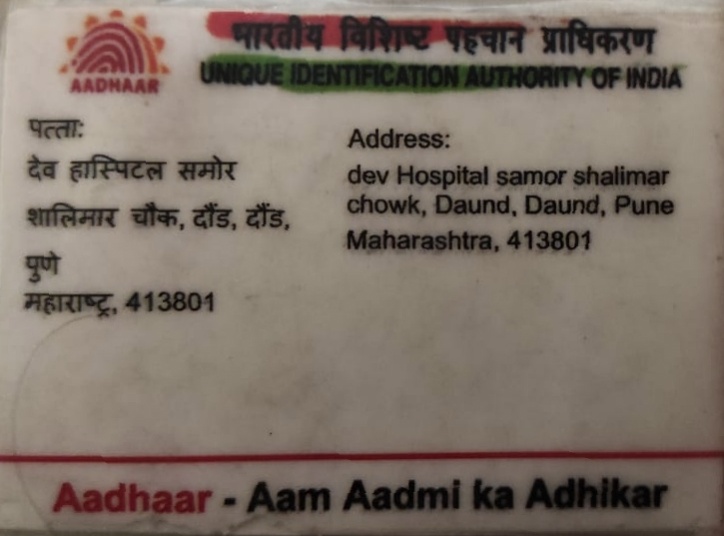 भारतीय विशिष्ट पहचान प्राधिकरण
AADHAAR
UNIQUE IDENTIFICATION AUTHORITY OF INDIA
पत्ता:
देव हास्पिटल समोर
शालिमार चौक, दौंड, दौंड,
पुणे
महाराष्ट्र, 413801
Address:
dev Hospital samor shalimar
chowk, Daund, Daund, Pune
Maharashtra, 413801
Aadhaar - Aam Aadmi ka Adhikar